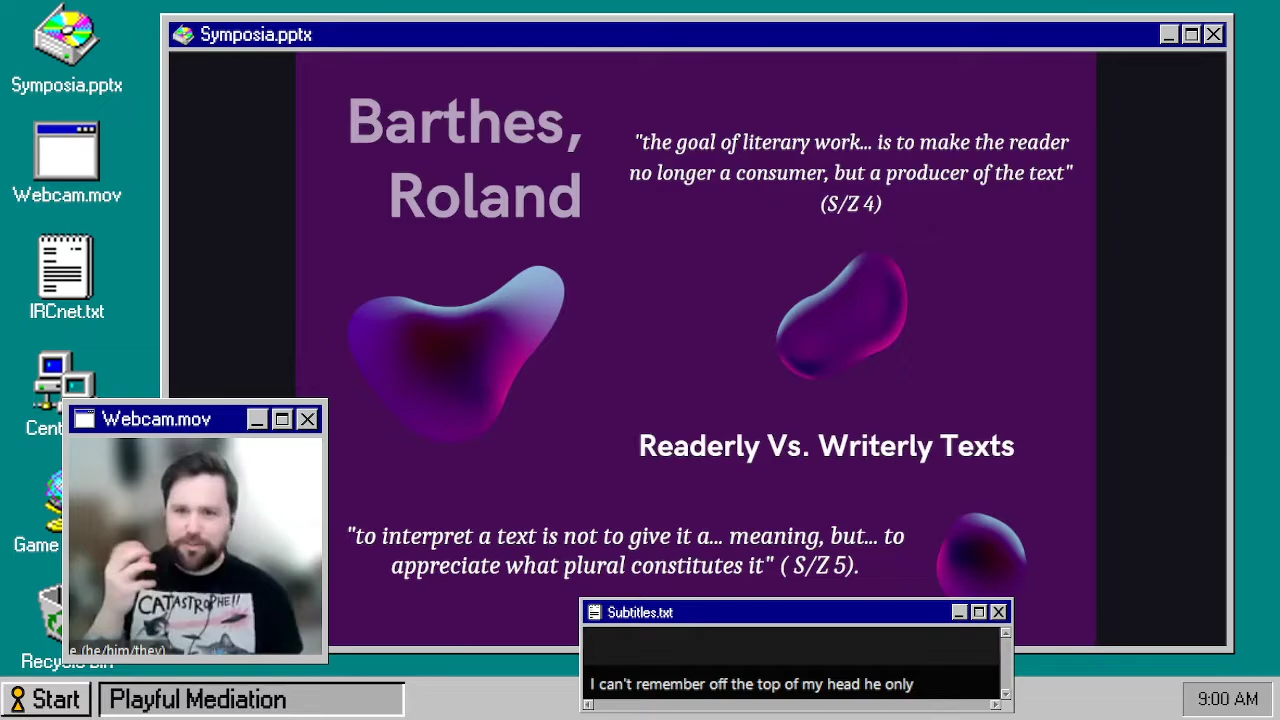 Symposia.pptx
Symposia.pptx
Barthes,
Roland
"the goal of literary work... is to make the reader
no longer a consumer, but a producer of the text"
(S/Z 4)
Webcam.mov
IRCnet.txt
Readerly Vs. Writerly Texts
"to interpret a text is not to give it a... meaning, but... to
appreciate what plural constitutes it" ( S/Z 5).
Cent
Webcam.mov
Game
CATASTROPHE!!
e (he/him/they)
Recycle Bin
Subtitles.txt
I can't remember off the top of my head he only
Start
Playful Mediation
9:00 AM